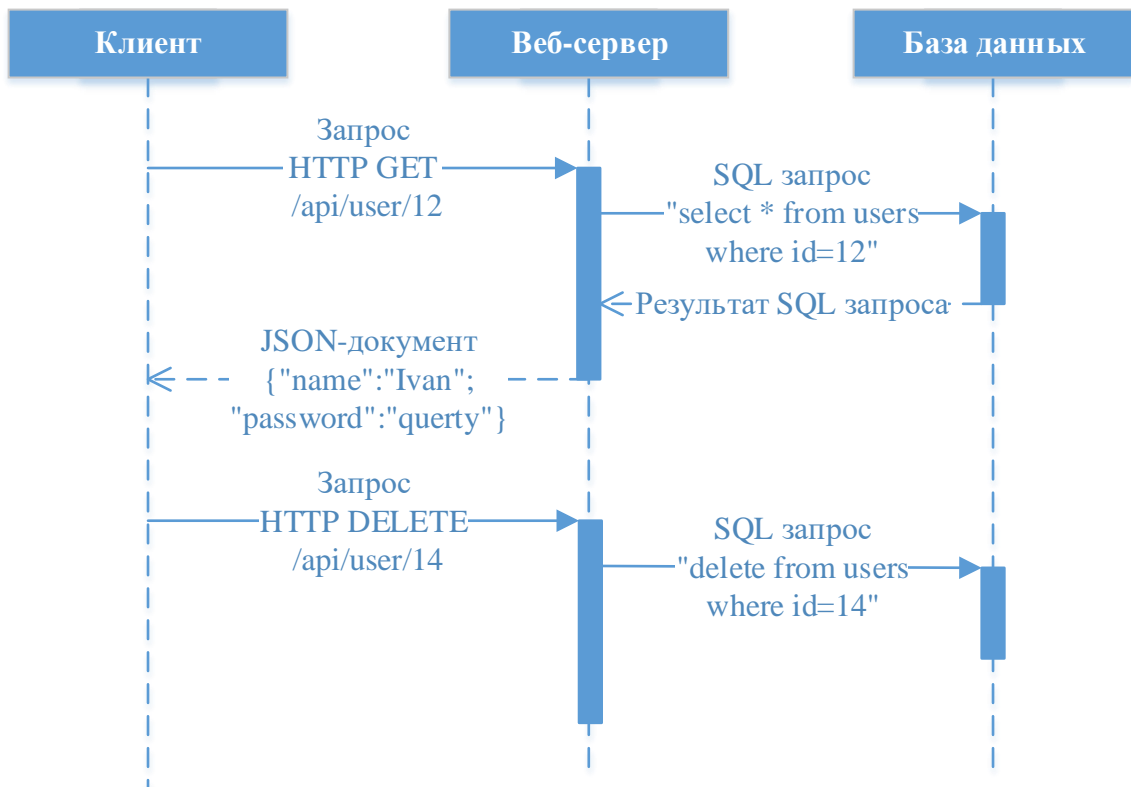 Клиент
Веб-сервер
База данных
Запрос
HTTP GET
/api/user/12
SQL запрос
"select * from users
where id=12"
Результат SQL запроса
JSON-документ
{"name":"Ivan";
"password":"querty"}
Запрос
HTTP DELETE
/api/user/14
SQL запрос
"delete from users
where id=14"